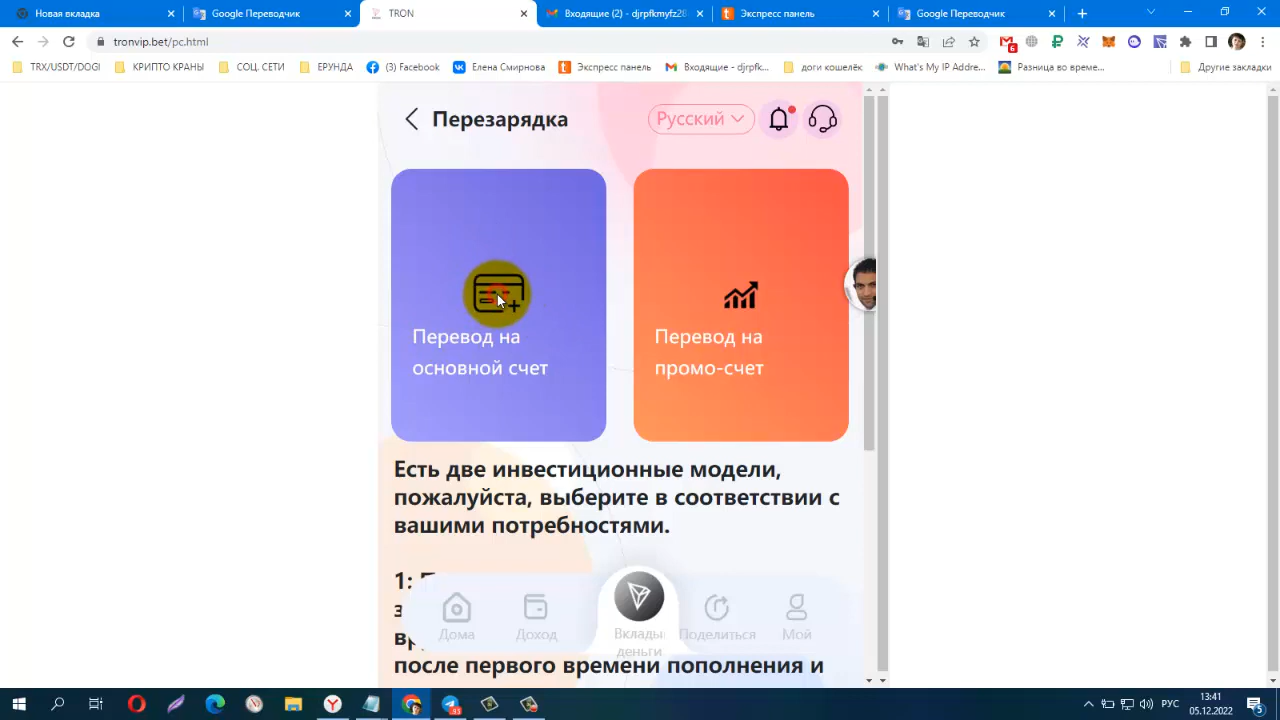 Новая вкладка
Google Переводчик
TRON
Входящие (2) - djrpfkmyfz28
Экспресс панель
Google Переводчик
tronvip.bet/pc.html
6
TRX/USDT/DOGI
КРИПТО КРАНЫ
СОЦ. СЕТИ
ЕРУНДА
(3) Facebook
Елена Смирнова
Экспресс панель
Входящие - djrpfk...
доги кошелёк
What's My IP Addre...
Разница во време...
Другие закладки
Перезарядка
Русский
Перевод на
основной счет
Перевод на
промо-счет
Есть две инвестиционные модели,
пожалуйста, выберите в соответствии с
вашими потребностями.
1:
Дома
Доход
Вклады
деньги
Поделиться
Мой
после первого времени пополнения и
РУС
13:41
05.12.2022